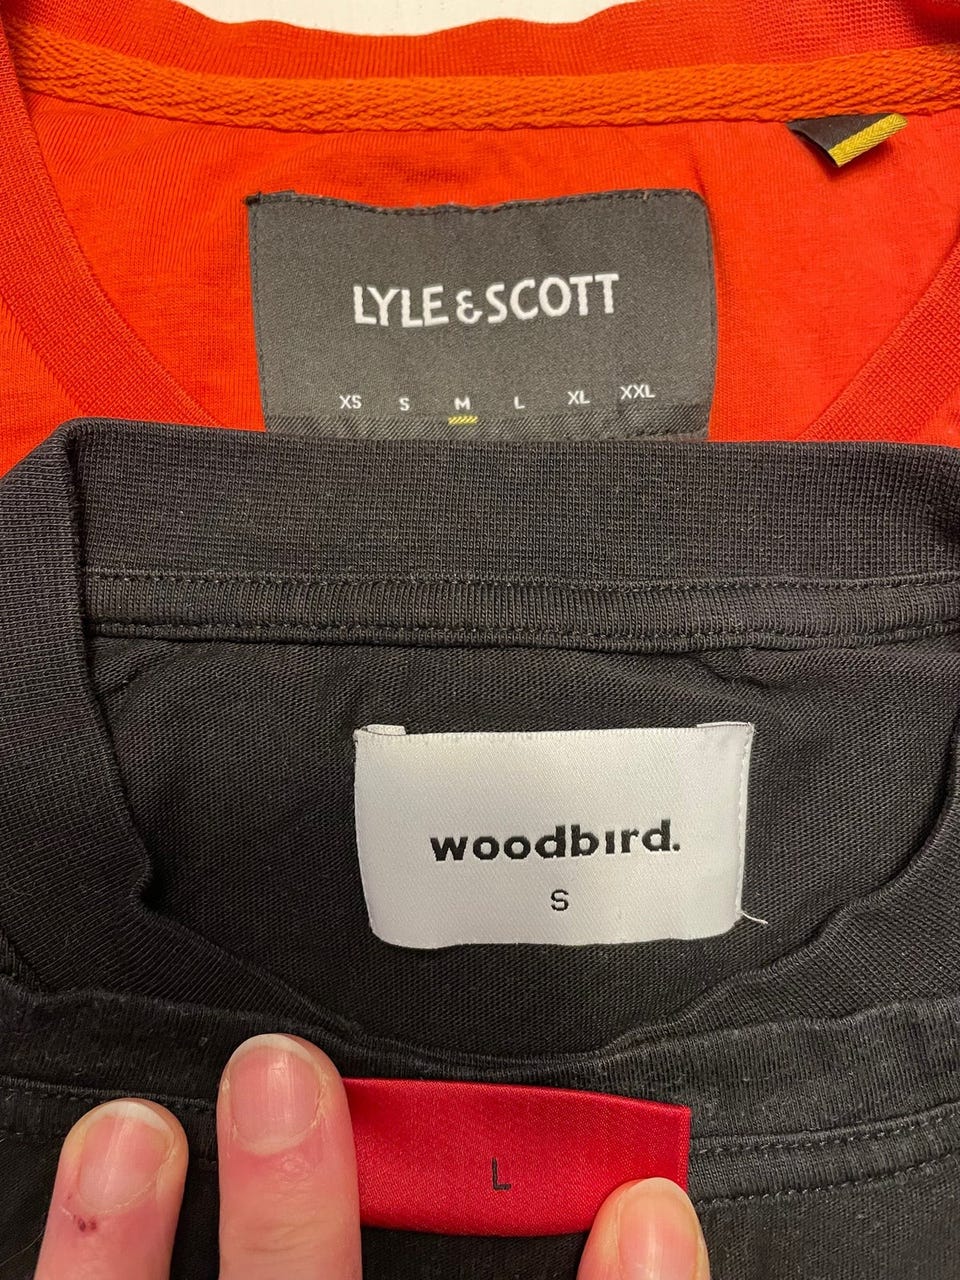 LYLE & SCOTT
XS S M L XL XXL
woodbird.
S
L